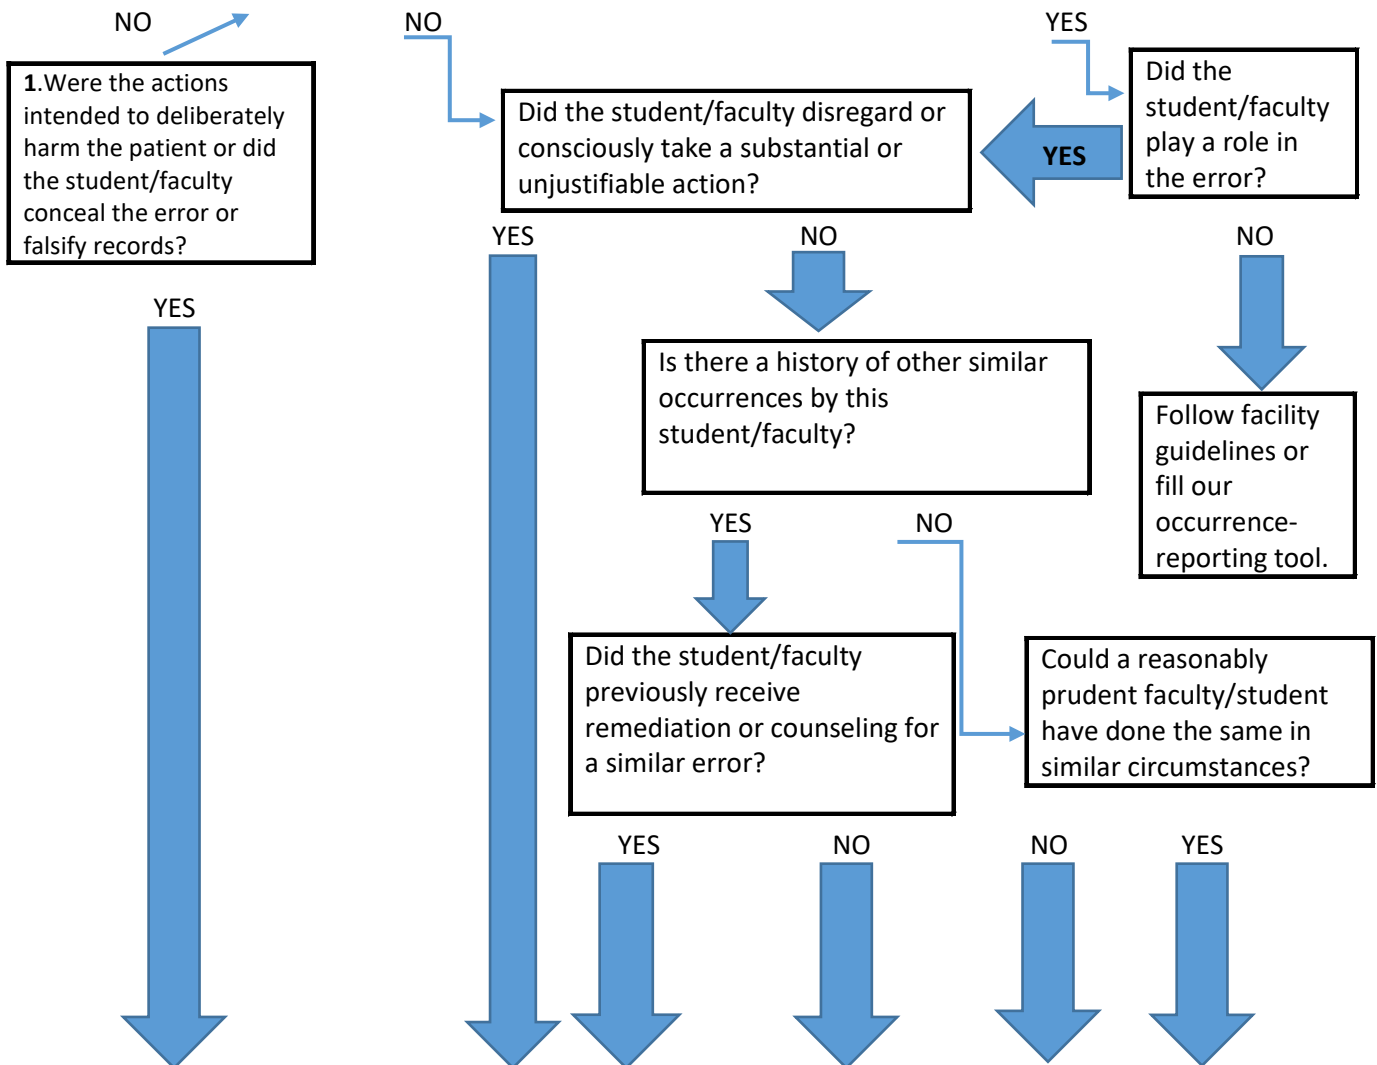 NO
NO
YES
1.Were the actions
intended to deliberately
harm the patient or did
the student/faculty
conceal the error or
falsify records?
Did the student/faculty disregard or
consciously take a substantial or
unjustifiable action?
YES
Did the
student/faculty
play a role in
the error?
YES
NO
NO
YES
Is there a history of other similar
occurrences by this
student/faculty?
Follow facility
guidelines or
fill our
occurrence-
reporting tool.
YES
NO
Did the student/faculty
previously receive
remediation or counseling for
a similar error?
Could a reasonably
prudent faculty/student
have done the same in
similar circumstances?
YES
NO
NO
YES